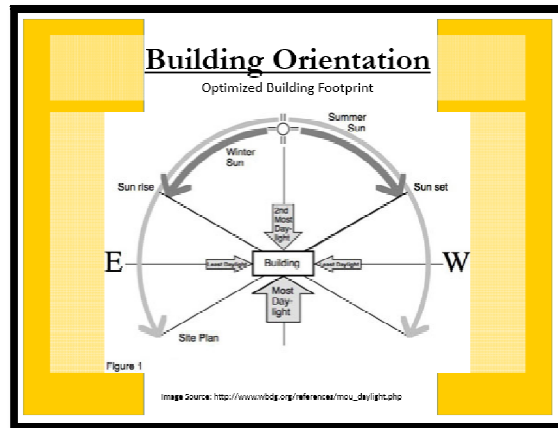 Building Orientation
Optimized Building Footprint
Summer
Sun
Winter
Sun
Sun rise
Sun set
2nd
Most
Day-
light
E
Least Daylight
Building
Least Daylight
W
Most
Day-
light
Site Plan
Figure 1
Image Source: http://www.wbdg.org/references/mou_daylight.php